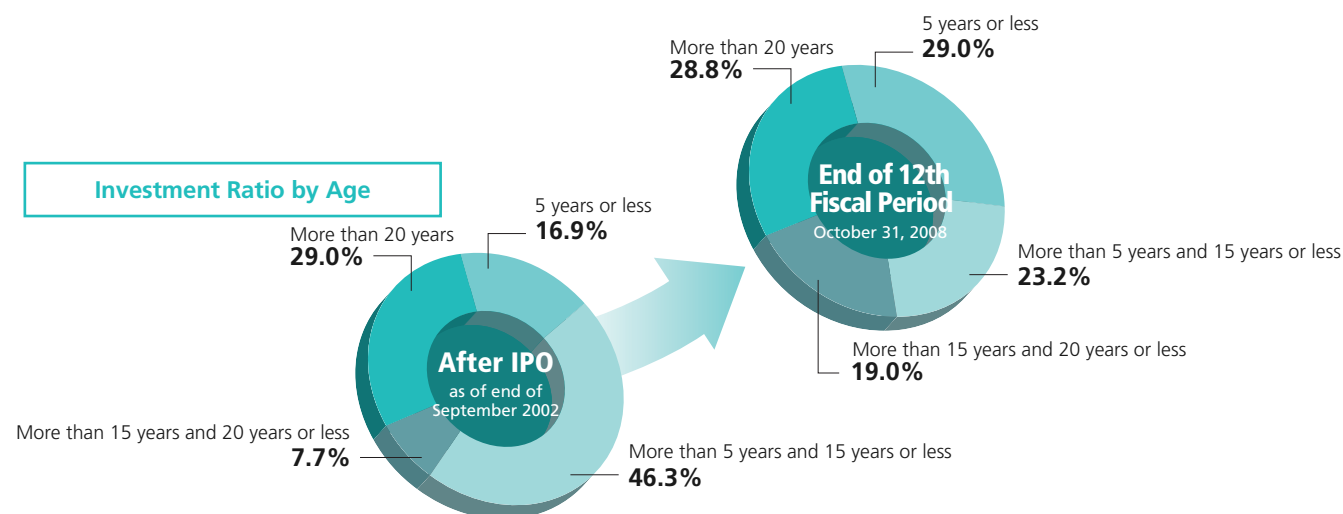 Investment Ratio by Age
More than 20 years
29.0%
5 years or less
16.9%
After IPO
as of end of
September 2002
More than 15 years and 20 years or less
7.7%
More than 5 years and 15 years or less
46.3%
More than 20 years
28.8%
5 years or less
29.0%
End of 12th
Fiscal Period
October 31, 2008
More than 5 years and 15 years or less
23.2%
More than 15 years and 20 years or less
19.0%